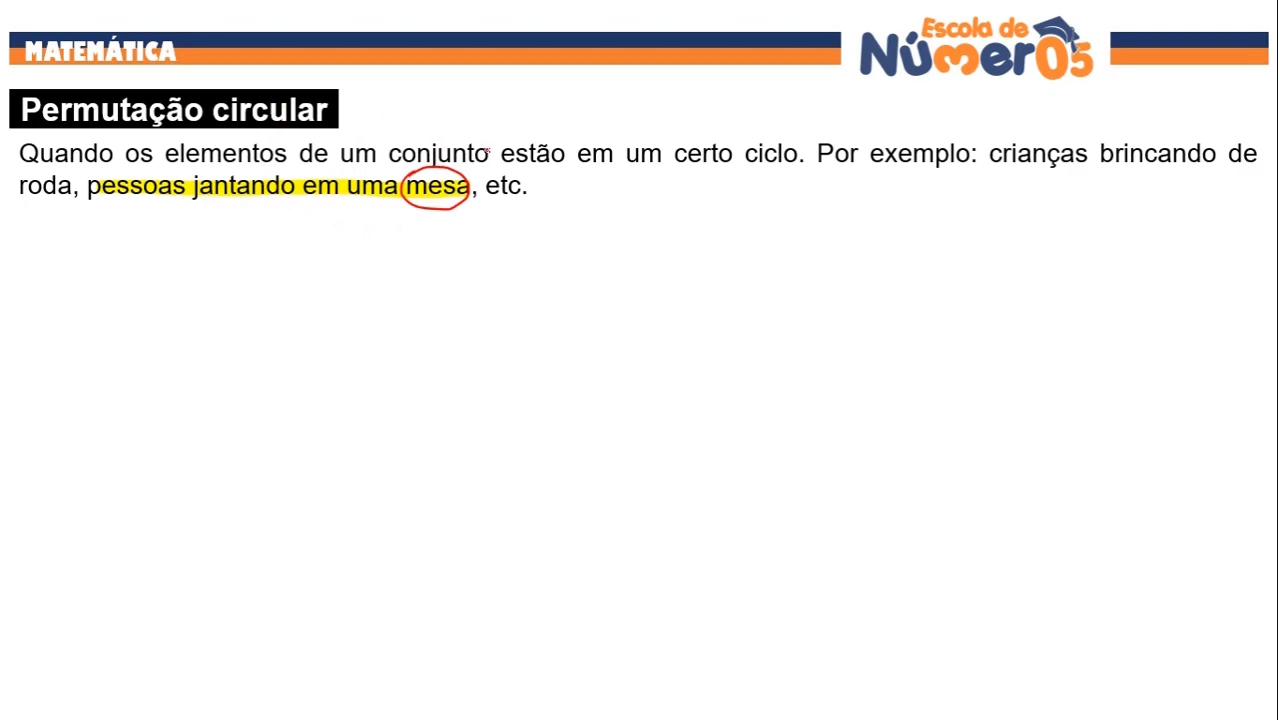 MATEMÁTICA
Escola de
Númer05
Permutação circular
Quando os elementos de um conjunto estão em um certo ciclo. Por exemplo: crianças brincando de
roda, pessoas jantando em uma mesa, etc.